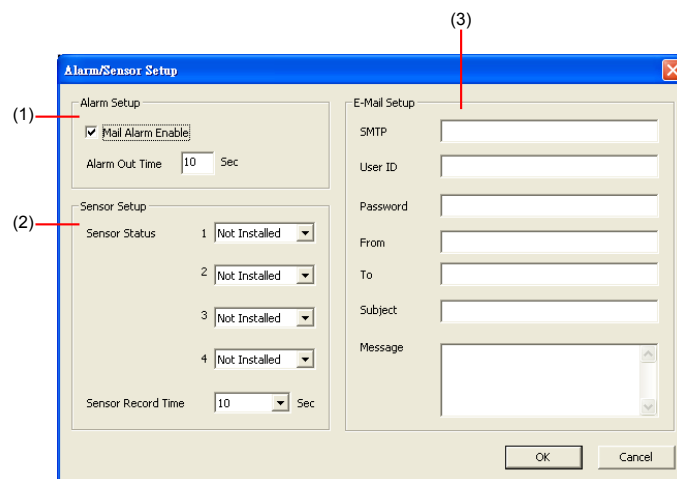 (3)
Alarm/Sensor Setup
(1)
Alarm Setup
Mail Alarm Enable
Alarm Out Time 10 Sec
(2)
Sensor Setup
Sensor Status 1 Not Installed
2 Not Installed
3 Not Installed
4 Not Installed
Sensor Record Time 10 Sec
E-Mail Setup
SMTP
User ID
Password
From
To
Subject
Message
OK Cancel